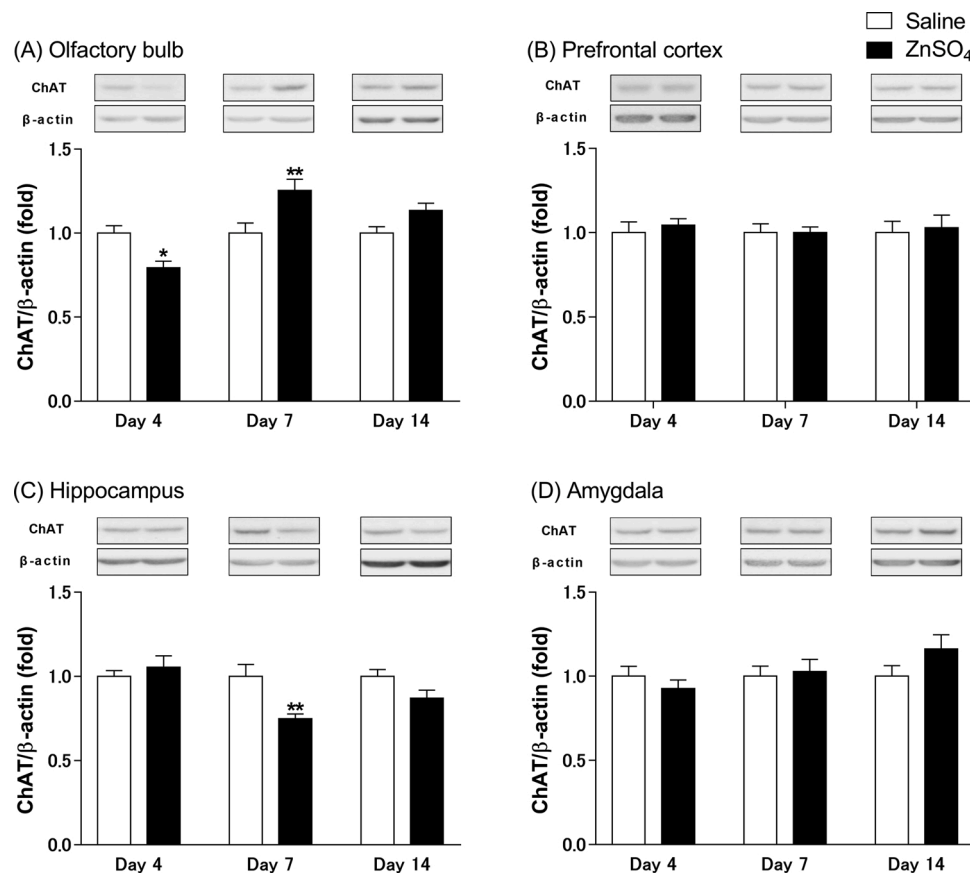 Saline
ZnSO₄
(A) Olfactory bulb
ChAT
β-actin
ChAT/β-actin (fold)
1.5
1.0
0.5
0.0
**
*
Day 4 Day 7 Day 14
(B) Prefrontal cortex
ChAT
β-actin
ChAT/β-actin (fold)
1.5
1.0
0.5
0.0
Day 4 Day 7 Day 14
(C) Hippocampus
ChAT
β-actin
ChAT/β-actin (fold)
1.5
1.0
0.5
0.0
**
Day 4 Day 7 Day 14
(D) Amygdala
ChAT
β-actin
ChAT/β-actin (fold)
1.5
1.0
0.5
0.0
Day 4 Day 7 Day 14